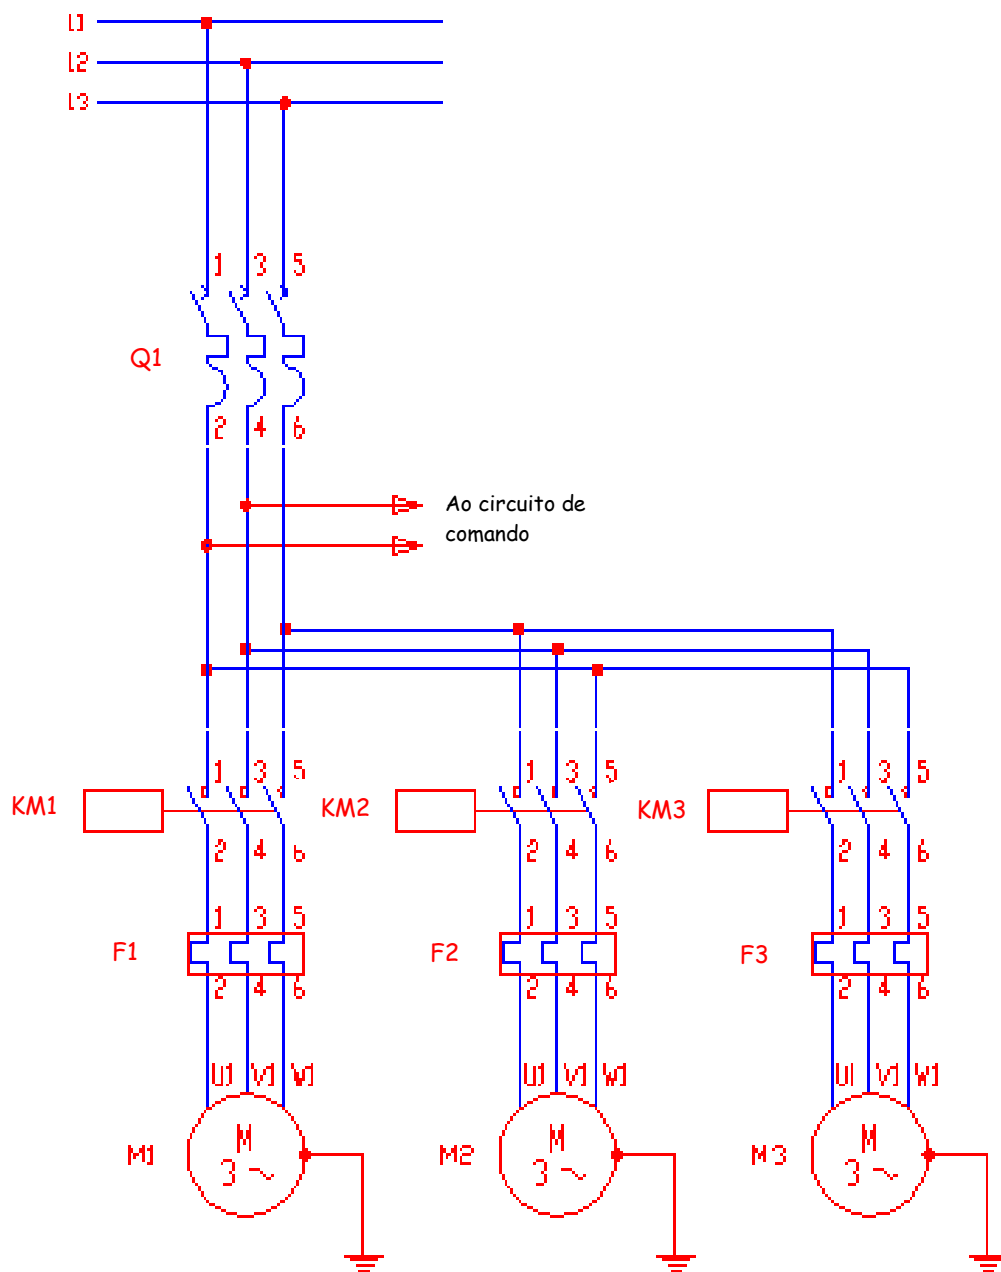 L1
L2
L3
1 3 5
Q1
2 4 6
Ao circuito de
comando
1 3 5 1 3 5 1 3 5
KM1 KM2 KM3
2 4 6 2 4 6 2 4 6
1 3 5 1 3 5 1 3 5
F1 F2 F3
2 4 6 2 4 6 2 4 6
U1 V1 W1 U1 V1 W1 U1 V1 W1
M M M
M1 M2 M3
3 ~ 3 ~ 3 ~